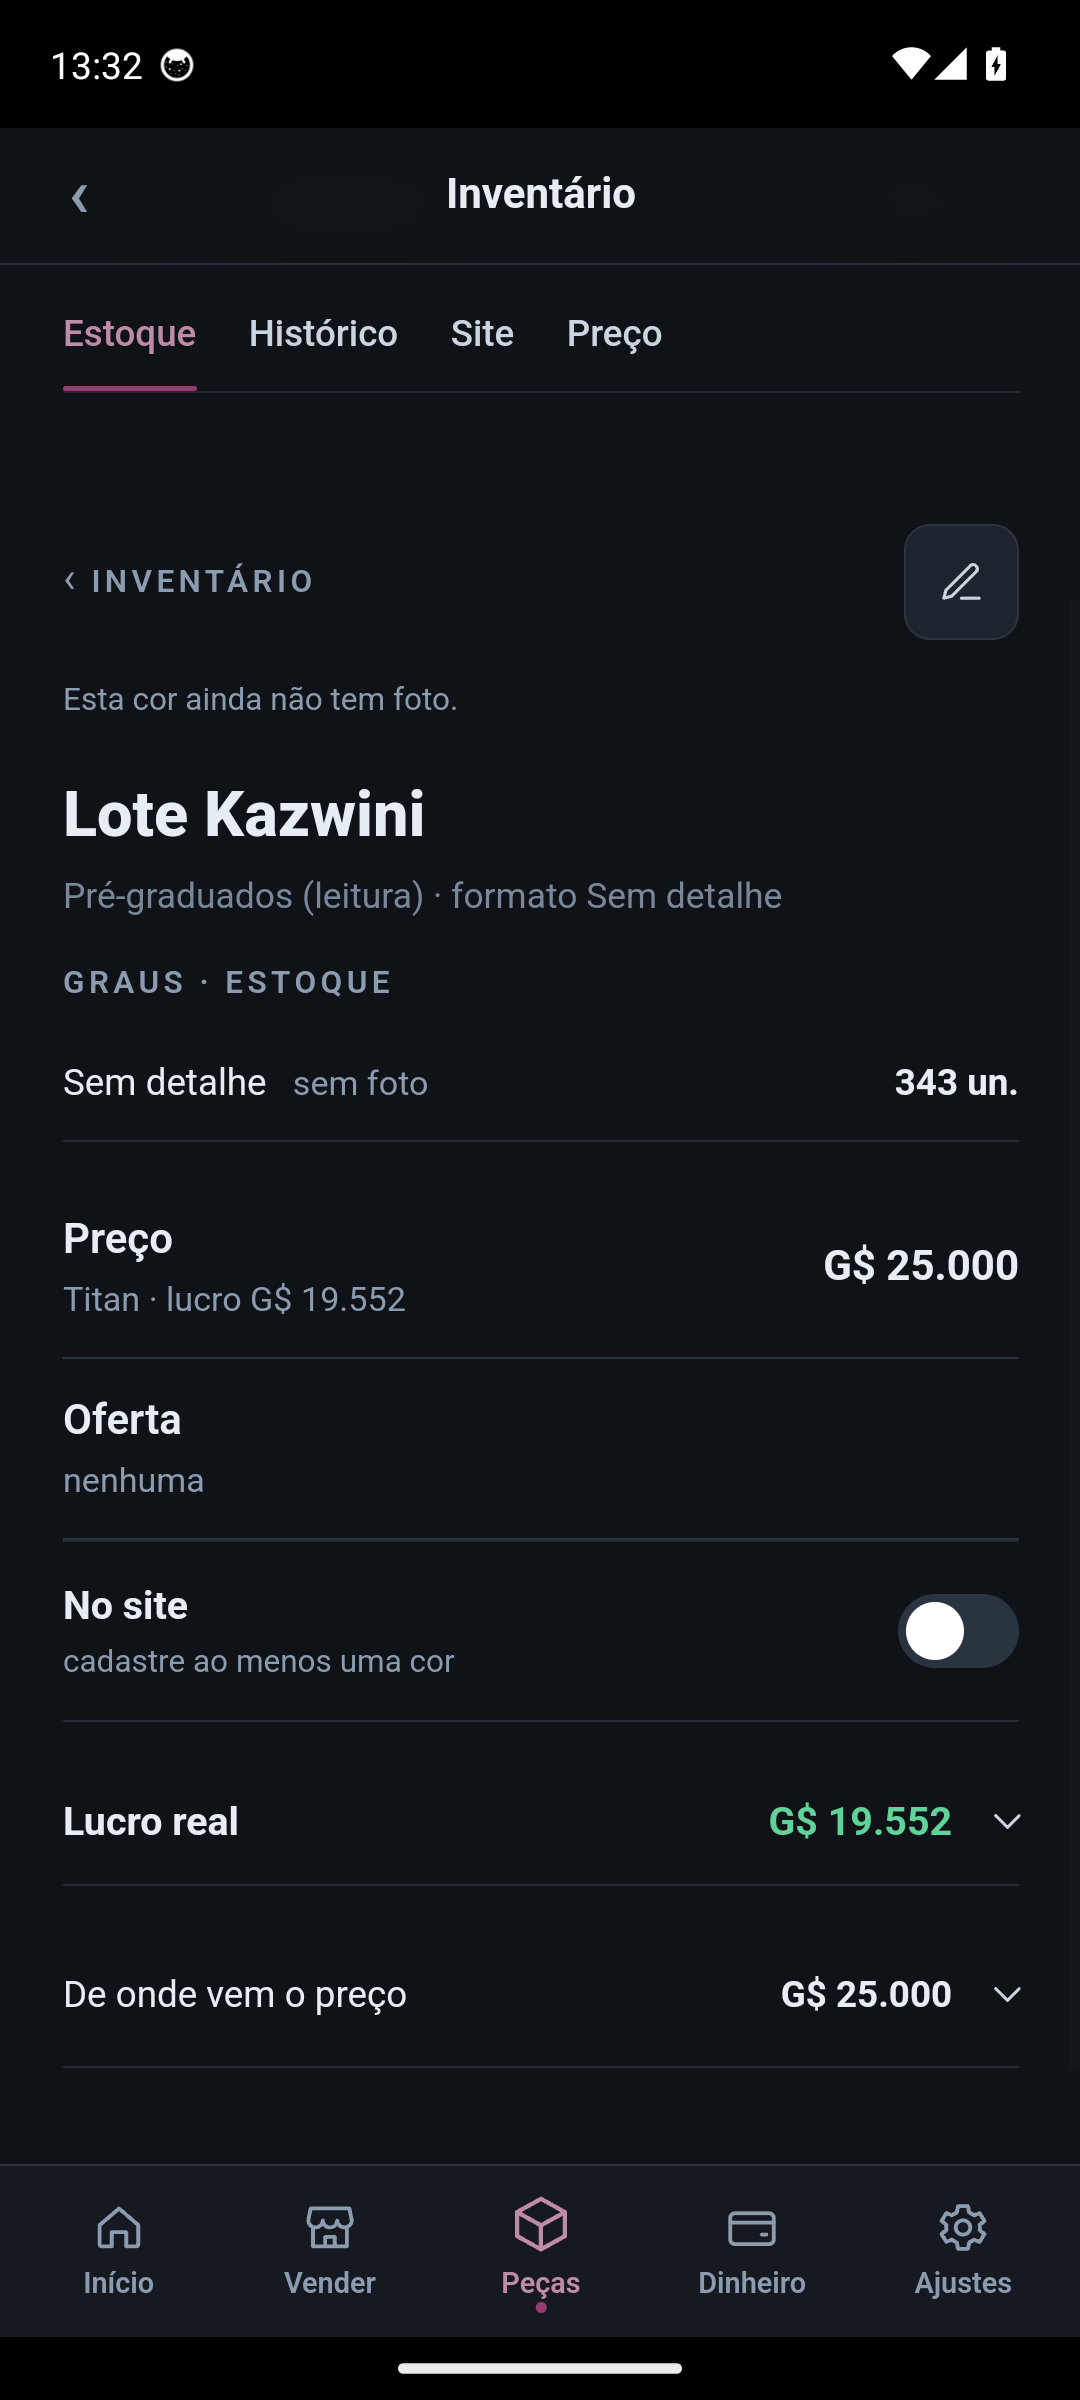 13:32
Inventário
Estoque Histórico Site Preço
INVENTÁRIO
Esta cor ainda não tem foto.
Lote Kazwini
Pré-graduados (leitura) · formato Sem detalhe
GRAUS · ESTOQUE
Sem detalhe sem foto 343 un.
Preço
G$ 25.000
Titan · lucro G$ 19.552
Oferta
nenhuma
No site
cadastre ao menos uma cor
Lucro real G$ 19.552
De onde vem o preço G$ 25.000
Início Vender Peças Dinheiro Ajustes